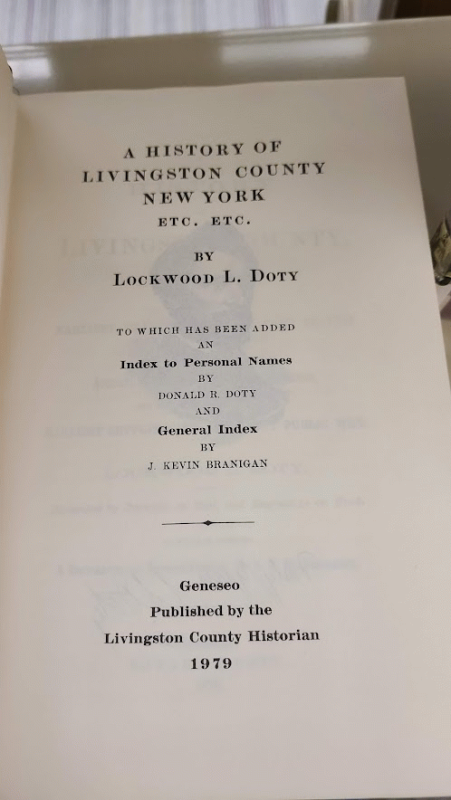 A HISTORY OF
LIVINGSTON COUNTY
NEW YORK
ETC. ETC.
BY
LOCKWOOD L. DOTY
TO WHICH HAS BEEN ADDED
AN
Index to Personal Names
BY
DONALD R. DOTY
AND
General Index
BY
J. KEVIN BRANIGAN
Geneseo
Published by the
Livingston County Historian
1979